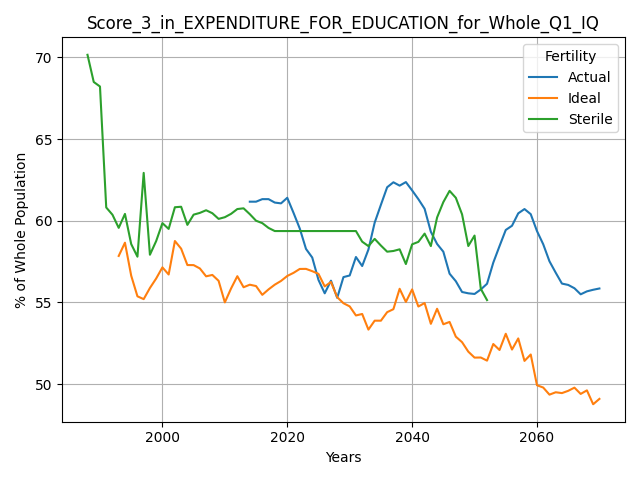 Score_3_in_EXPENDITURE_FOR_EDUCATION_for_Whole_Q1_IQ
Fertility
Actual
Ideal
Sterile
% of Whole Population
70
65
60
55
50
2000
2020
2040
2060
Years